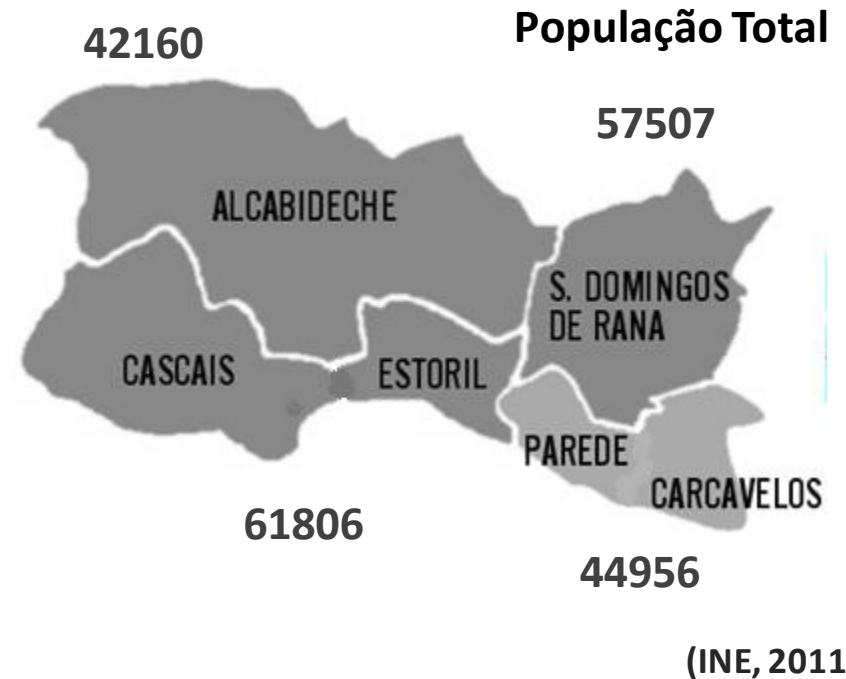 População Total
42160
57507
ALCABIDECHE
S. DOMINGOS
DE RANA
CASCAIS
ESTORIL
PAREDE
CARCAVELOS
61806
44956
(INE, 2011